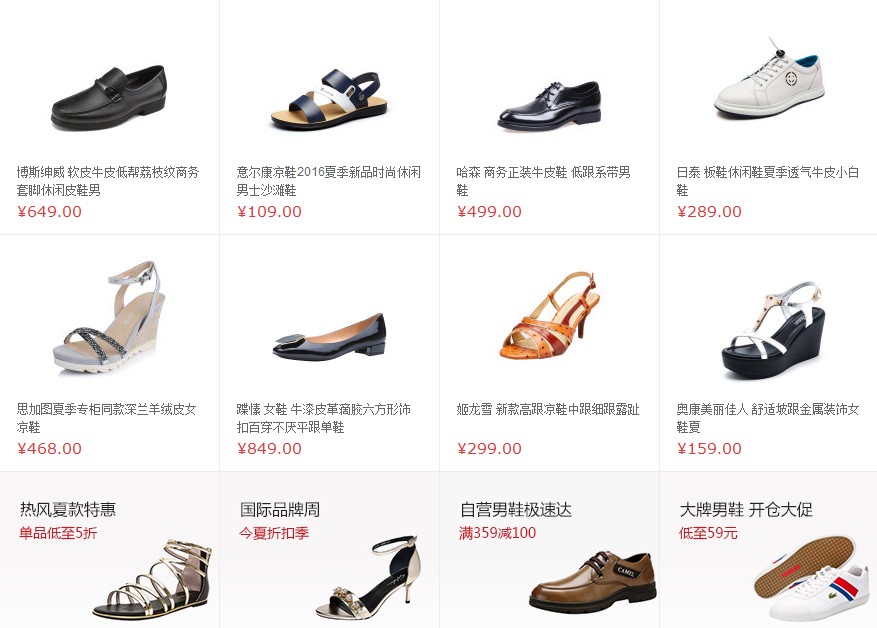 博斯绅威 软皮牛皮低帮荔枝纹商务
套脚休闲皮鞋男
¥649.00
意尔康凉鞋2016夏季新品时尚休闲
男士沙滩鞋
¥109.00
哈森 商务正装牛皮鞋 低跟系带男
鞋
¥499.00
日泰 板鞋休闲鞋夏季透气牛皮小白
鞋
¥289.00
思加图夏季专柜同款深兰羊绒皮女
凉鞋
¥468.00
蹀愫 女鞋 牛漆皮革滴胶六方形饰
扣百穿不厌平跟单鞋
¥849.00
姬龙雪 新款高跟凉鞋中跟细跟露趾
¥299.00
奥康美丽佳人 舒适坡跟金属装饰女
鞋夏
¥159.00
热风夏款特惠
单品低至5折
国际品牌周
今夏折扣季
自营男鞋极速达
满359减100
CAMEL
大牌男鞋 开仓大促
低至59元